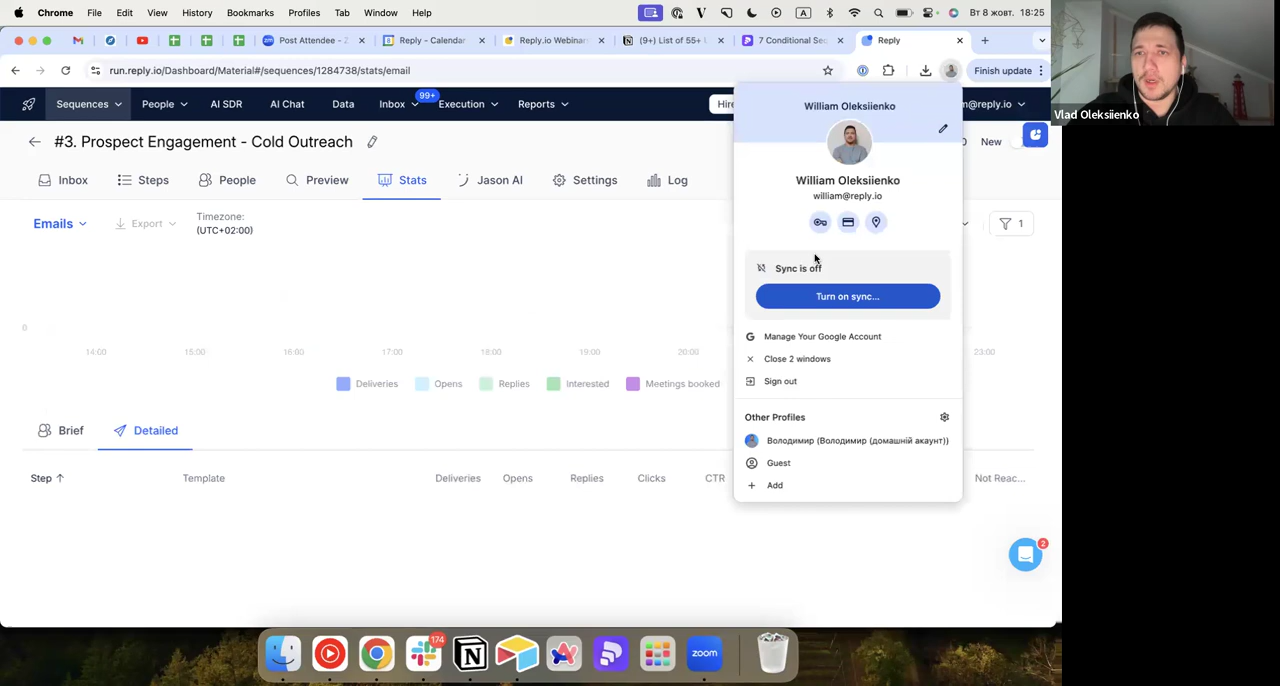 Chrome File Edit View History Bookmarks Profiles Tab Window Help
A
Вт 8 жовт. 18:25
Post Attendee - Z
Reply - Calendar
Reply.io Webinar
(9+) List of 55+
7 Conditional Sec
Reply
run.reply.io/Dashboard/Material#/sequences/1284738/stats/email
Finish update
Sequences People AI SDR AI Chat Data Inbox 99+ Execution Reports
Hire
m@reply.io
#3. Prospect Engagement - Cold Outreach
0 New
Inbox Steps People Preview Stats Jason AI Settings Log
Emails
Export
Timezone:
(UTC+02:00)
1
0
14:00 15:00 16:00 17:00 18:00 19:00 20:00 23:00
Deliveries Opens Replies Interested Meetings booked
Brief Detailed
Step Template Deliveries Opens Replies Clicks CTR Not Reac...
William Oleksiienko
William Oleksiienko
william@reply.io
Sync is off
Turn on sync...
Manage Your Google Account
Close 2 windows
Sign out
Other Profiles
Володимир (Володимир (домашній акаунт))
Guest
Add
2
174
zoom
Vlad Oleksiienko